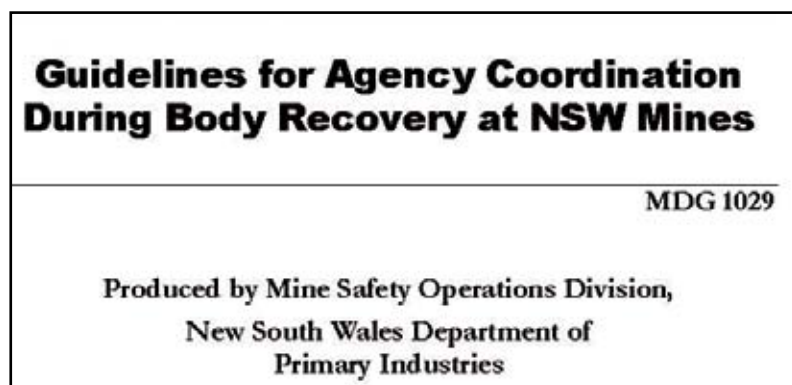 Guidelines for Agency Coordination
During Body Recovery at NSW Mines
MDG 1029
Produced by Mine Safety Operations Division,
New South Wales Department of
Primary Industries